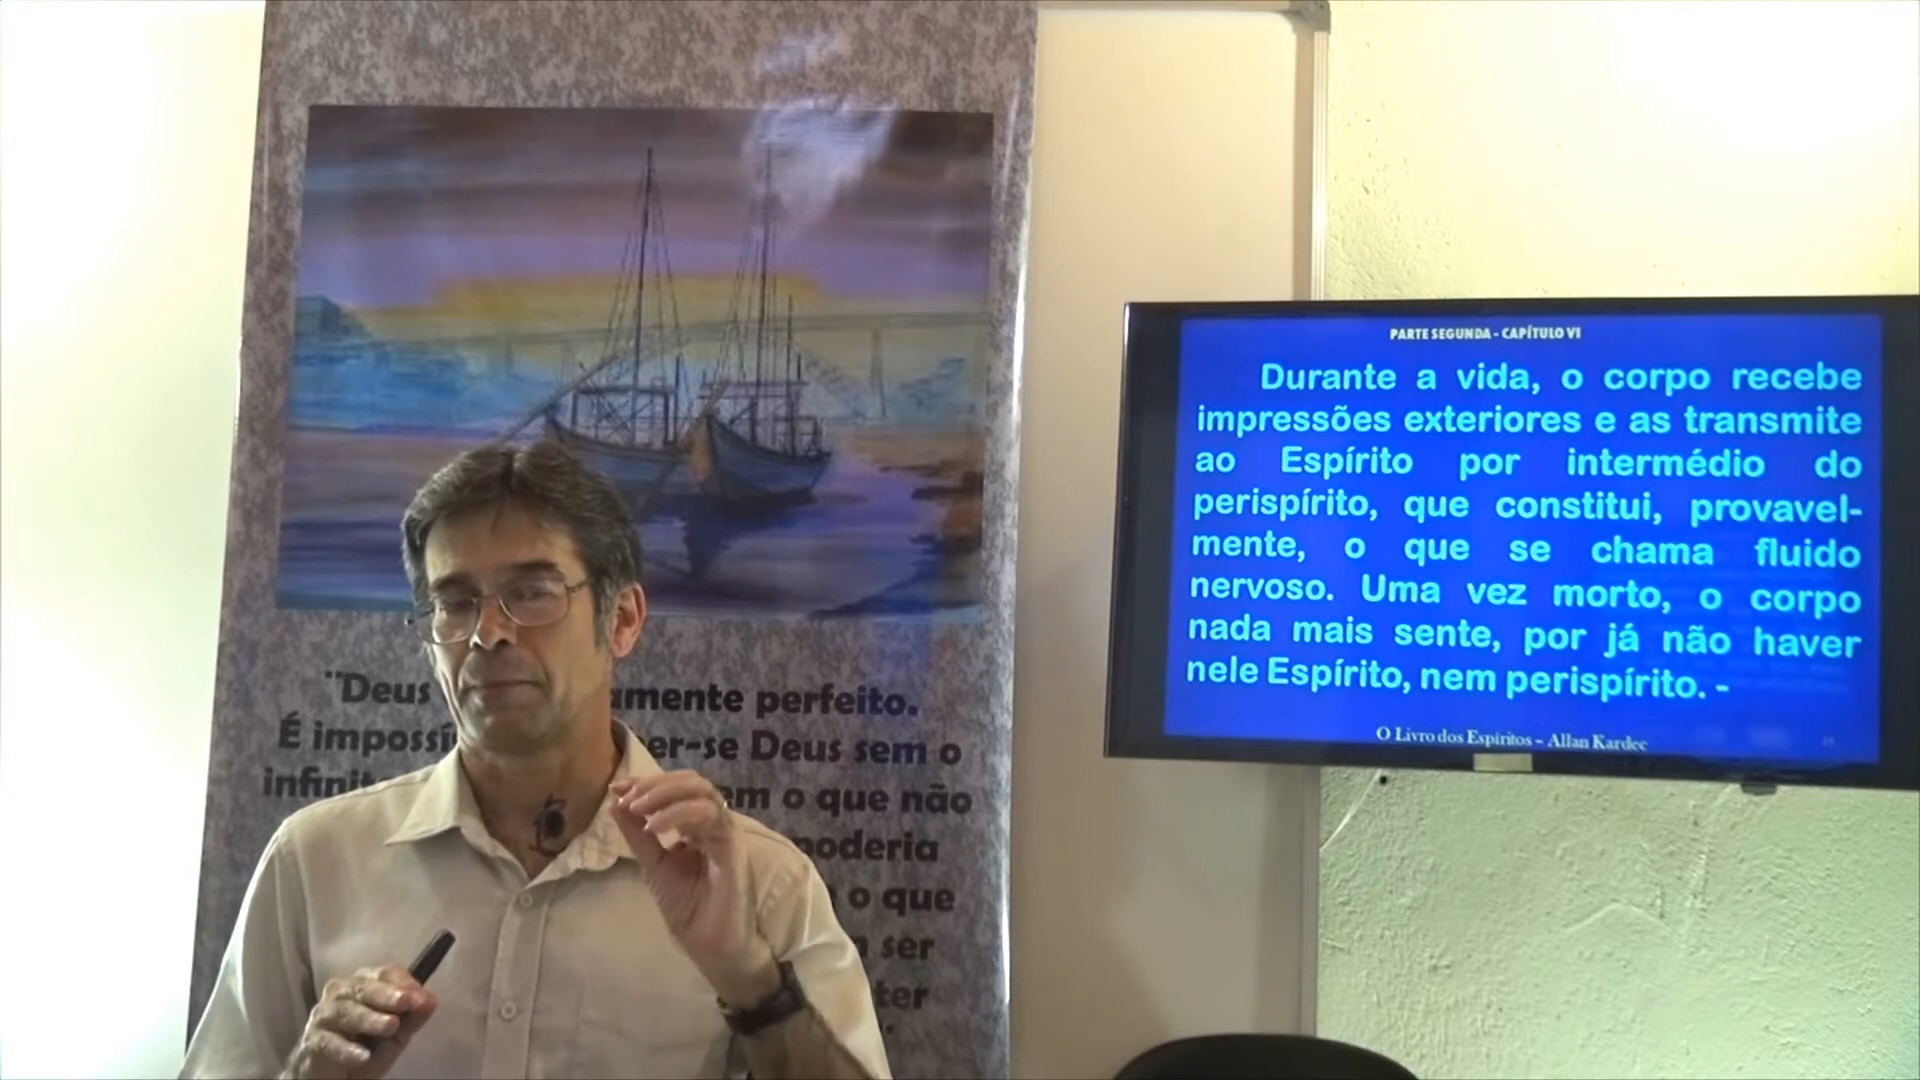 ¨Deus amente perfeito.
É impossí er-se Deus sem o
infinit em o que não
poderia
o que
ser
ter
PARTE SEGUNDA - CAPÍTULO VI
Durante a vida, o corpo recebe
impressões exteriores e as transmite
ao Espírito por intermédio do
perispírito, que constitui, provavel-
mente, o que se chama fluido
nervoso. Uma vez morto, o corpo
nada mais sente, por já não haver
nele Espírito, nem perispírito. -
O Livro dos Espíritos – Allan Kardec